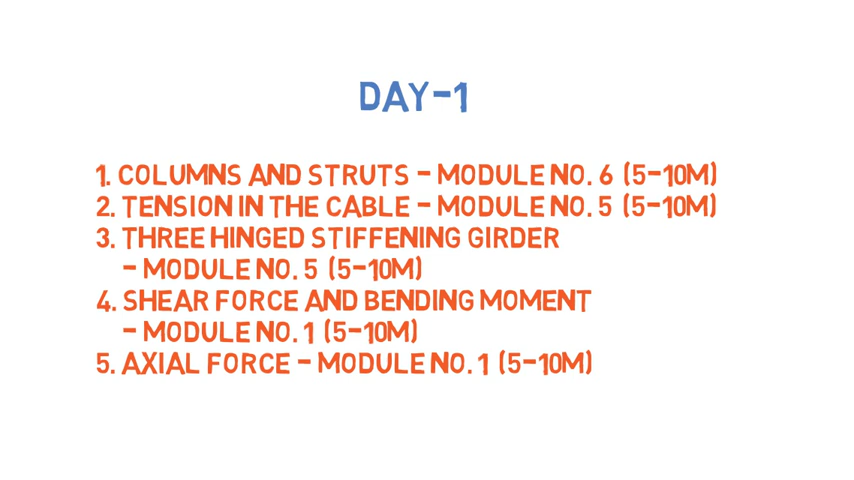 DAY-1
1. COLUMNS AND STRUTS - MODULE NO. 6 (5-10M)
2. TENSION IN THE CABLE - MODULE NO. 5 (5-10M)
3. THREE HINGED STIFFENING GIRDER
- MODULE NO. 5 (5-10M)
4. SHEAR FORCE AND BENDING MOMENT
- MODULE NO. 1 (5-10M)
5. AXIAL FORCE - MODULE NO. 1 (5-10M)